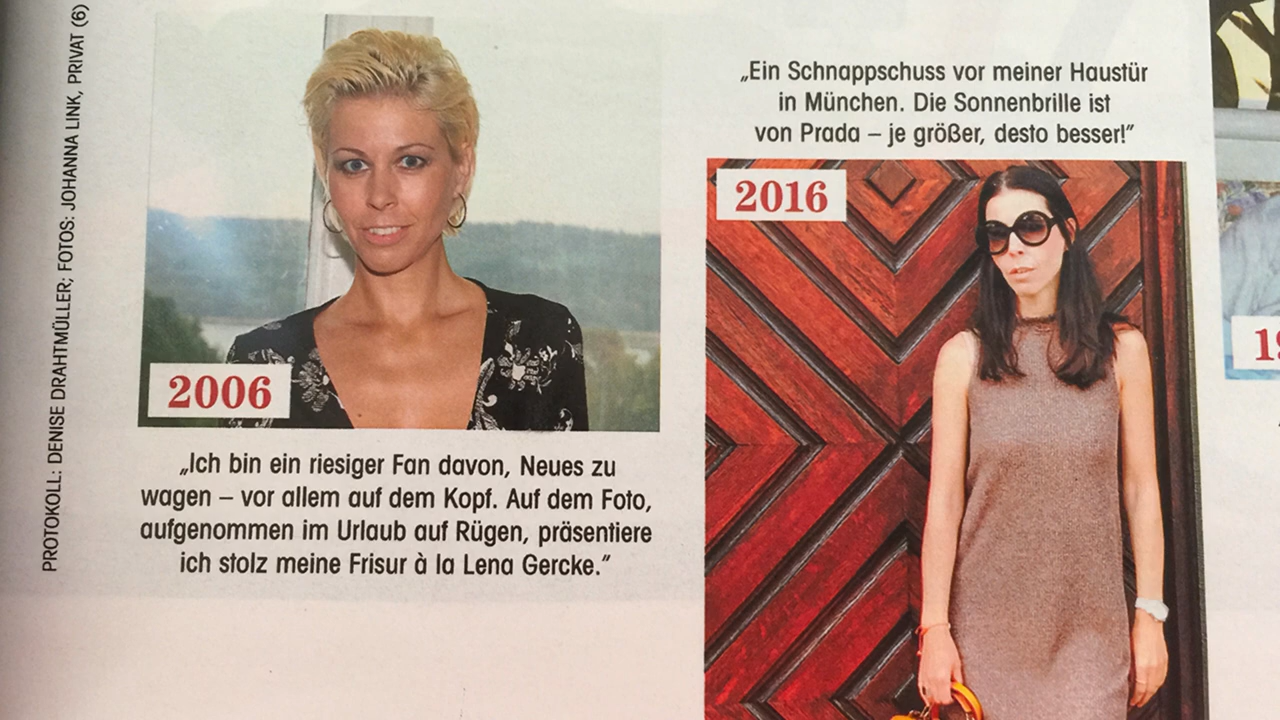 PROTOKOLL: DENISE DRAHTMÜLLER; FOTOS: JOHANNA LINK, PRIVAT (6)
2006
„Ich bin ein riesiger Fan davon, Neues zu
wagen – vor allem auf dem Kopf. Auf dem Foto,
aufgenommen im Urlaub auf Rügen, präsentiere
ich stolz meine Frisur à la Lena Gercke.“
„Ein Schnappschuss vor meiner Haustür
in München. Die Sonnenbrille ist
von Prada – je größer, desto besser!“
2016